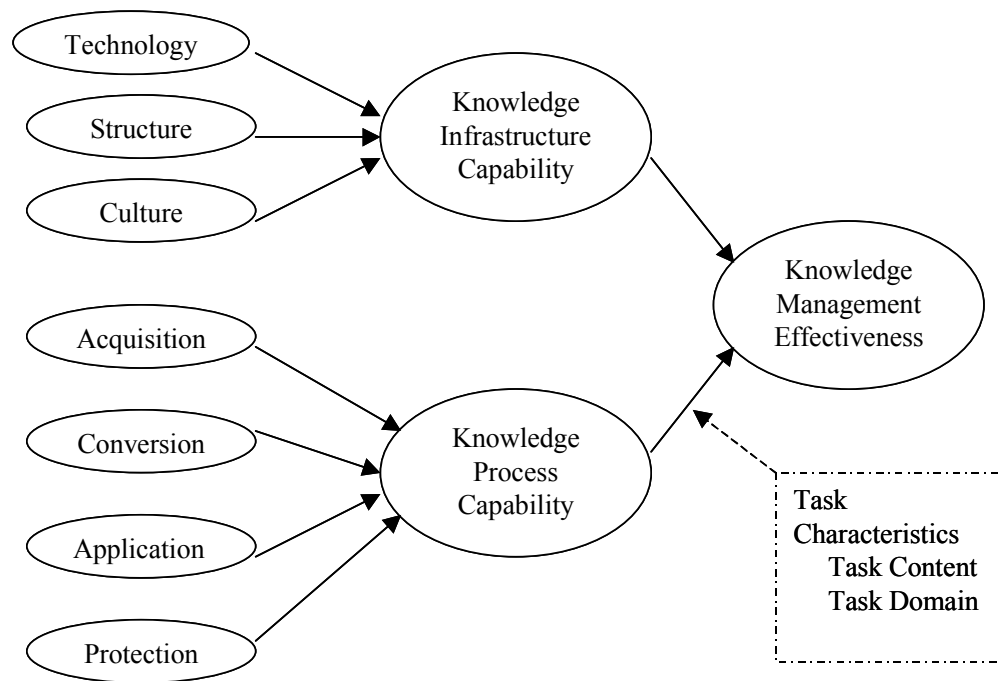 Technology
Structure
Culture
Knowledge
Infrastructure
Capability
Knowledge
Management
Effectiveness
Acquisition
Conversion
Application
Protection
Knowledge
Process
Capability
Task
Characteristics
Task Content
Task Domain